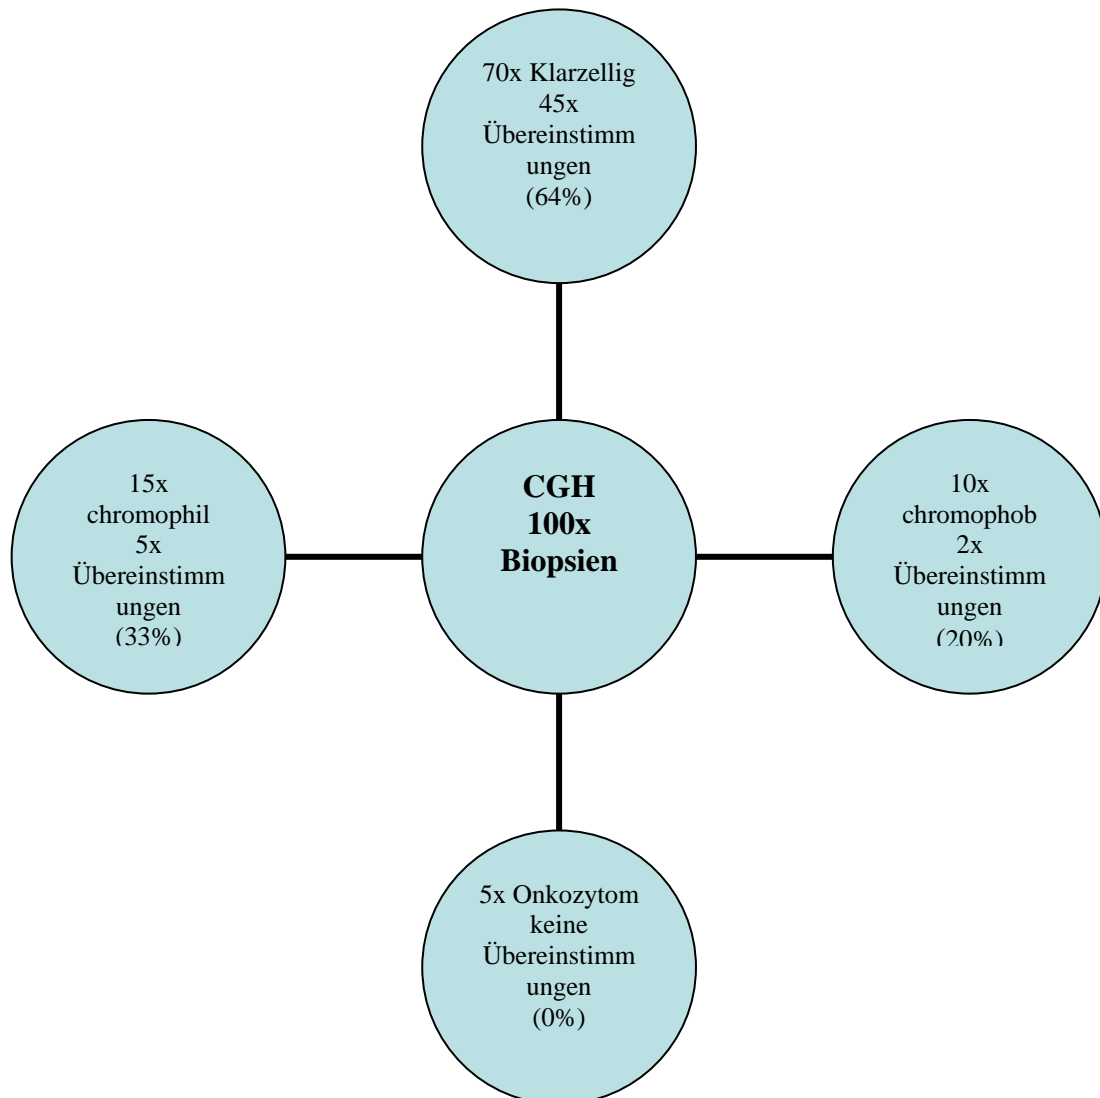 70x Klarzellig
45x
Übereinstimm
ungen
(64%)
15x
chromophil
5x
Übereinstimm
ungen
(33%)
CGH
100x
Biopsien
10x
chromophob
2x
Übereinstimm
ungen
(20%)
5x Onkozytom
keine
Übereinstimm
ungen
(0%)